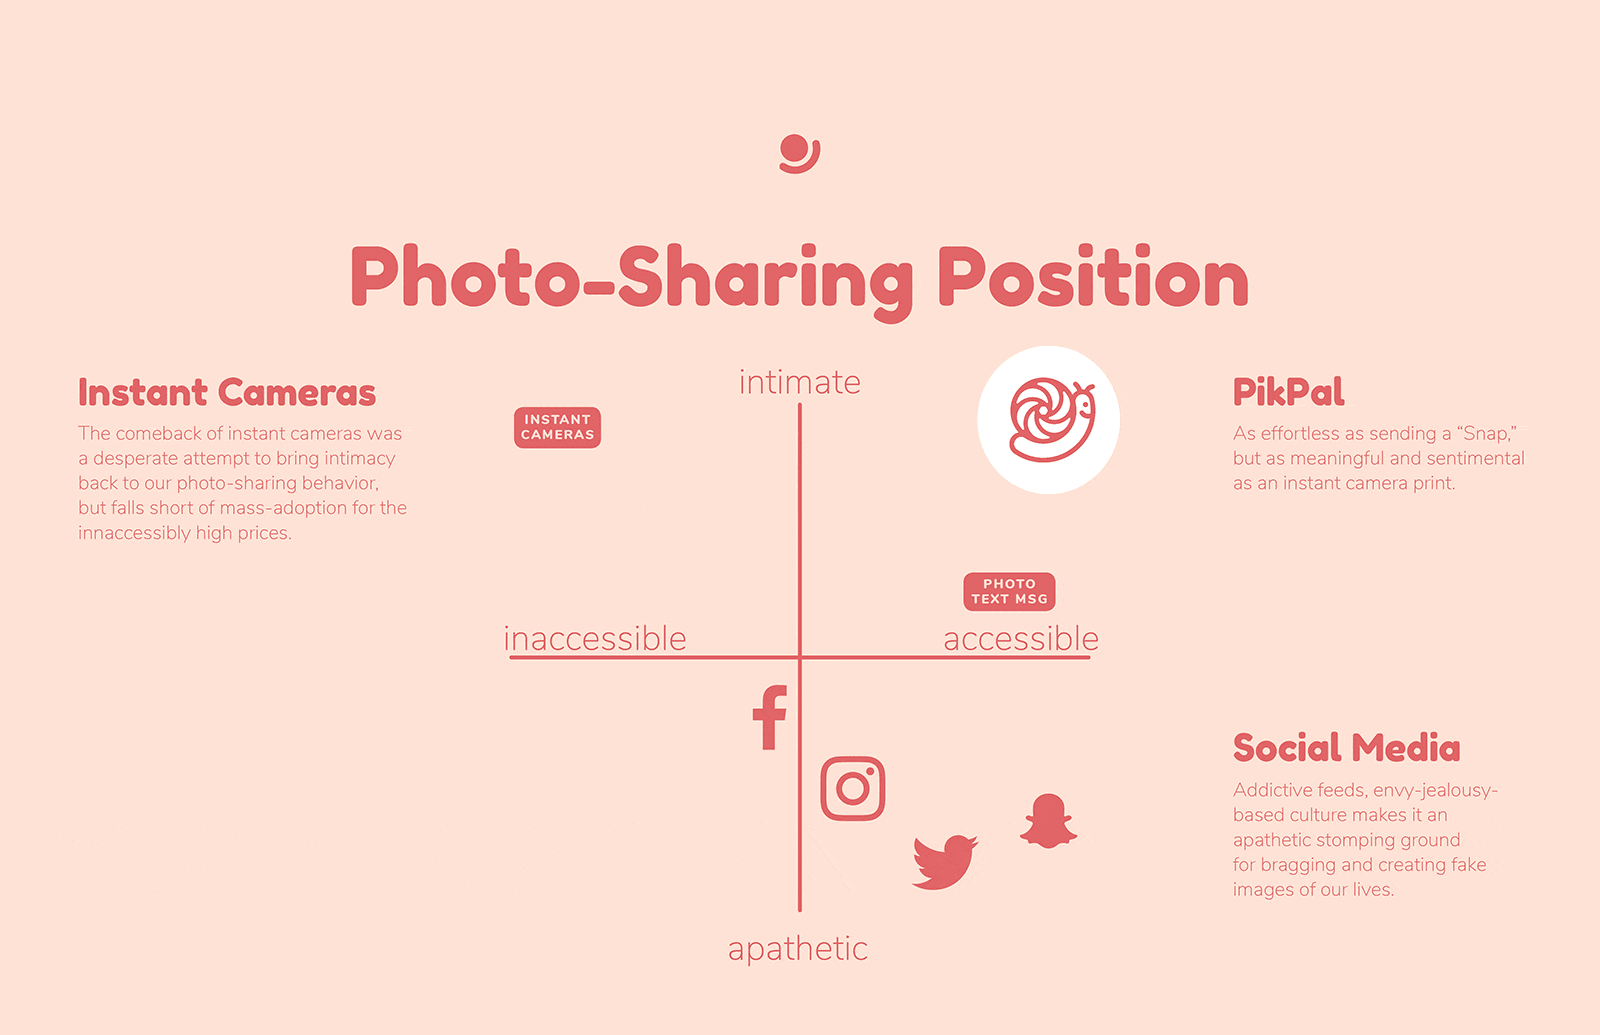 Photo-Sharing Position
Instant Cameras
The comeback of instant cameras was
a desperate attempt to bring intimacy
back to our photo-sharing behavior,
but falls short of mass-adoption for the
innaccessibly high prices.
intimate
INSTANT
CAMERAS
PHOTO
TEXT MSG
inaccessible
accessible
apathetic
PikPal
As effortless as sending a “Snap,”
but as meaningful and sentimental
as an instant camera print.
Social Media
Addictive feeds, envy-jealousy-
based culture makes it an
apathetic stomping ground
for bragging and creating fake
images of our lives.